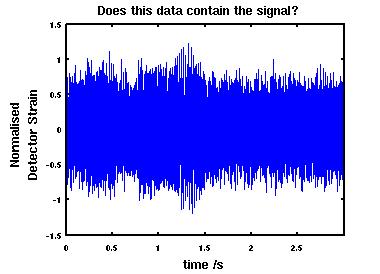 Does this data contain the signal?
Normalised
Detector Strain
1.5
1
0.5
0
-0.5
-1
-1.5
0 0.5 1 1.5 2 2.5
time /s